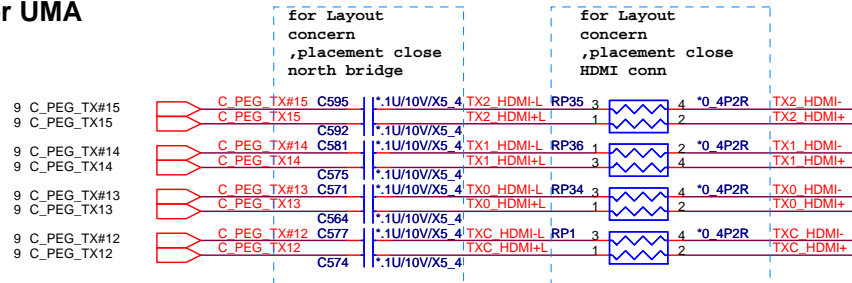 r UMA
for Layout concern ,placement close north bridge
for Layout concern ,placement close HDMI conn
9 C_PEG_TX#15 C_PEG_TX#15 C595 *.1U/10V/X5_4 TX2_HDMI-L RP35 3 4 *0_4P2R TX2_HDMI-
9 C_PEG_TX15 C_PEG_TX15 C592 *.1U/10V/X5_4 TX2_HDMI+L 1 2 TX2_HDMI+
9 C_PEG_TX#14 C_PEG_TX#14 C581 *.1U/10V/X5_4 TX1_HDMI-L RP36 1 2 *0_4P2R TX1_HDMI-
9 C_PEG_TX14 C_PEG_TX14 C575 *.1U/10V/X5_4 TX1_HDMI+L 3 4 TX1_HDMI+
9 C_PEG_TX#13 C_PEG_TX#13 C571 *.1U/10V/X5_4 TX0_HDMI-L RP34 3 4 *0_4P2R TX0_HDMI-
9 C_PEG_TX13 C_PEG_TX13 C564 *.1U/10V/X5_4 TX0_HDMI+L 1 2 TX0_HDMI+
9 C_PEG_TX#12 C_PEG_TX#12 C577 *.1U/10V/X5_4 TXC_HDMI-L RP1 3 4 *0_4P2R TXC_HDMI-
9 C_PEG_TX12 C_PEG_TX12 C574 *.1U/10V/X5_4 TXC_HDMI+L 1 2 TXC_HDMI+